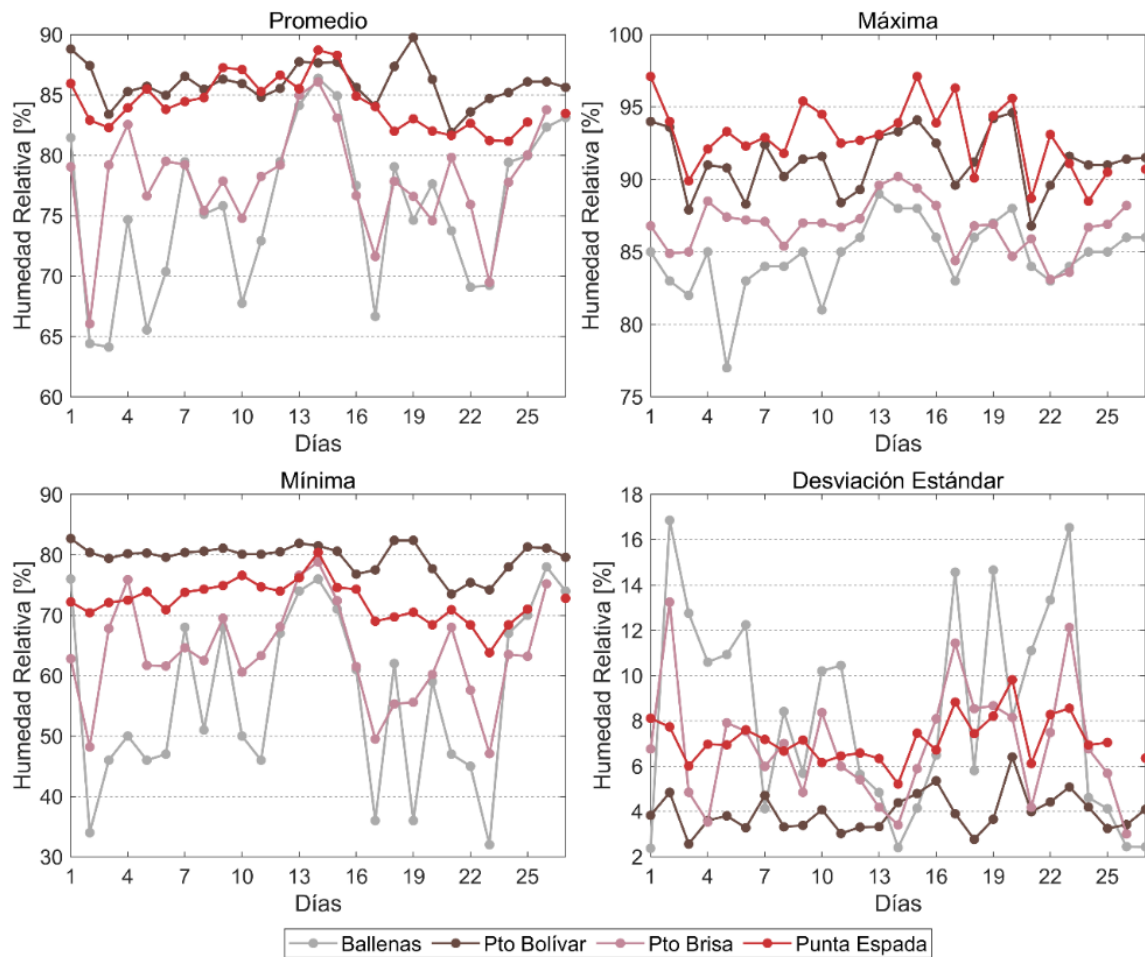 Promedio
Humedad Relativa [%]
90
85
80
75
70
65
60
1 4 7 10 13 16 19 22 25
Días
Máxima
Humedad Relativa [%]
100
95
90
85
80
75
1 4 7 10 13 16 19 22 25
Días
Mínima
Humedad Relativa [%]
90
80
70
60
50
40
30
1 4 7 10 13 16 19 22 25
Días
Desviación Estándar
Humedad Relativa [%]
18
16
14
12
10
8
6
4
2
1 4 7 10 13 16 19 22 25
Días
Ballenas Pto Bolívar Pto Brisa Punta Espada